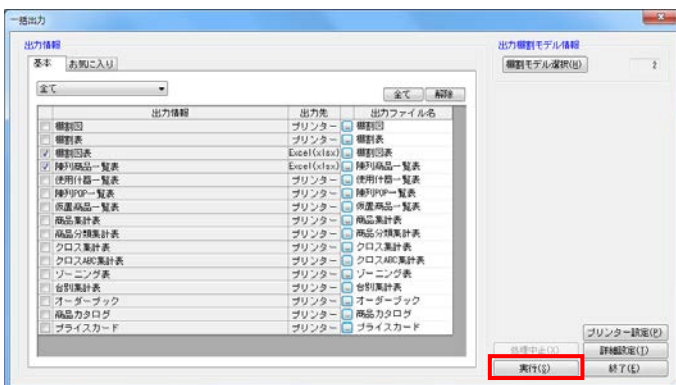 一括出力
出力情報
基本 お気に入り
全て
全て 解除
出力情報 出力先 出力ファイル名
棚割図 プリンター ... 棚割図
棚割表 プリンター ... 棚割表
棚割図表 Excel(xlsx) ... 棚割図表
陳列商品一覧表 Excel(xlsx) ... 陳列商品一覧表
使用什器一覧表 プリンター ... 使用什器一覧表
陳列POP一覧表 プリンター ... 陳列POP一覧表
仮置商品一覧表 プリンター ... 仮置商品一覧表
商品集計表 プリンター ... 商品集計表
商品分類集計表 プリンター ... 商品分類集計表
クロス集計表 プリンター ... クロス集計表
クロスABC集計表 プリンター ... クロスABC集計表
ゾーニング表 プリンター ... ゾーニング表
台別集計表 プリンター ... 台別集計表
オーダーブック プリンター ... オーダーブック
商品カタログ プリンター ... 商品カタログ
プライスカード プリンター ... プライスカード
出力棚割モデル情報
棚割モデル選択(H) 2
プリンター設定(P)
処理中止(X) 詳細設定(T)
実行(S) 終了(E)